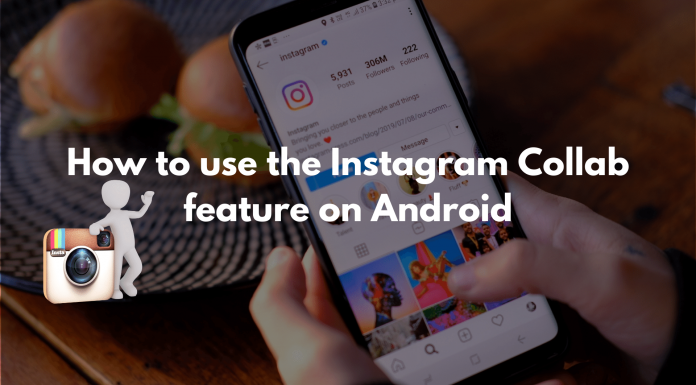 instagram
5,931
306M
222
Posts
Followers
Following
Instagram
Bringing you closer to the people and things
you love. ❤️
Message
How to use the Instagram Collab
feature on Android
Insta